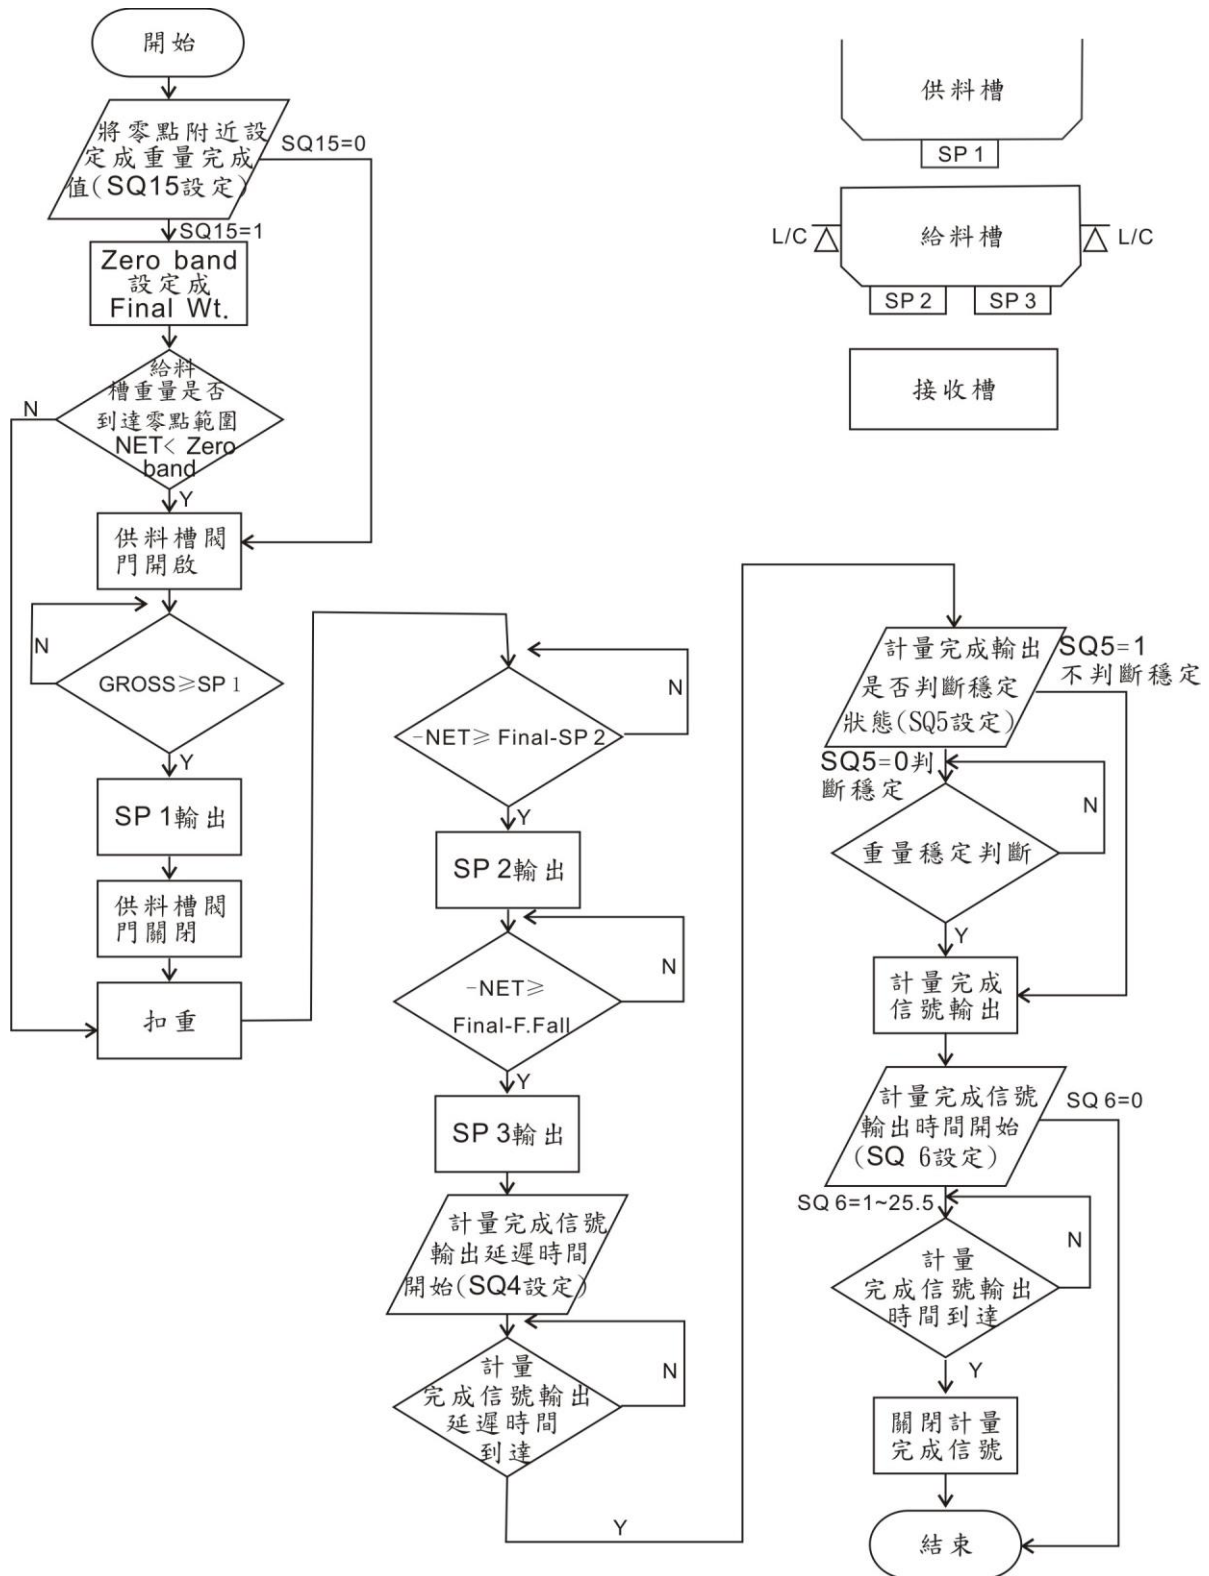 開始
將零點附近設
定成重量完成
值(SQ15設定)
SQ15=0
SQ15=1
Zero band
設定成
Final Wt.
給料
槽重量是否
到達零點範圍
NET< Zero
band
N
Y
供料槽閥
門開啟
N
GROSS≥SP 1
Y
SP 1輸出
供料槽閥
門關閉
扣重
供料槽
SP 1
L/C
給料槽
L/C
SP 2
SP 3
接收槽
N
-NET≥ Final-SP 2
Y
SP 2輸出
N
-NET≥
Final-F.Fall
Y
SP 3輸出
計量完成信號
輸出延遲時間
開始(SQ4設定)
N
計量
完成信號輸出
延遲時間
到達
Y
計量完成輸出
是否判斷穩定
狀態(SQ5設定)
SQ5=1
不判斷穩定
SQ5=0判
斷穩定
N
重量穩定判斷
Y
計量完成
信號輸出
計量完成信號
輸出時間開始
(SQ 6設定)
SQ 6=0
SQ 6=1~25.5
N
計量
完成信號輸出
時間到達
Y
關閉計量
完成信號
結束